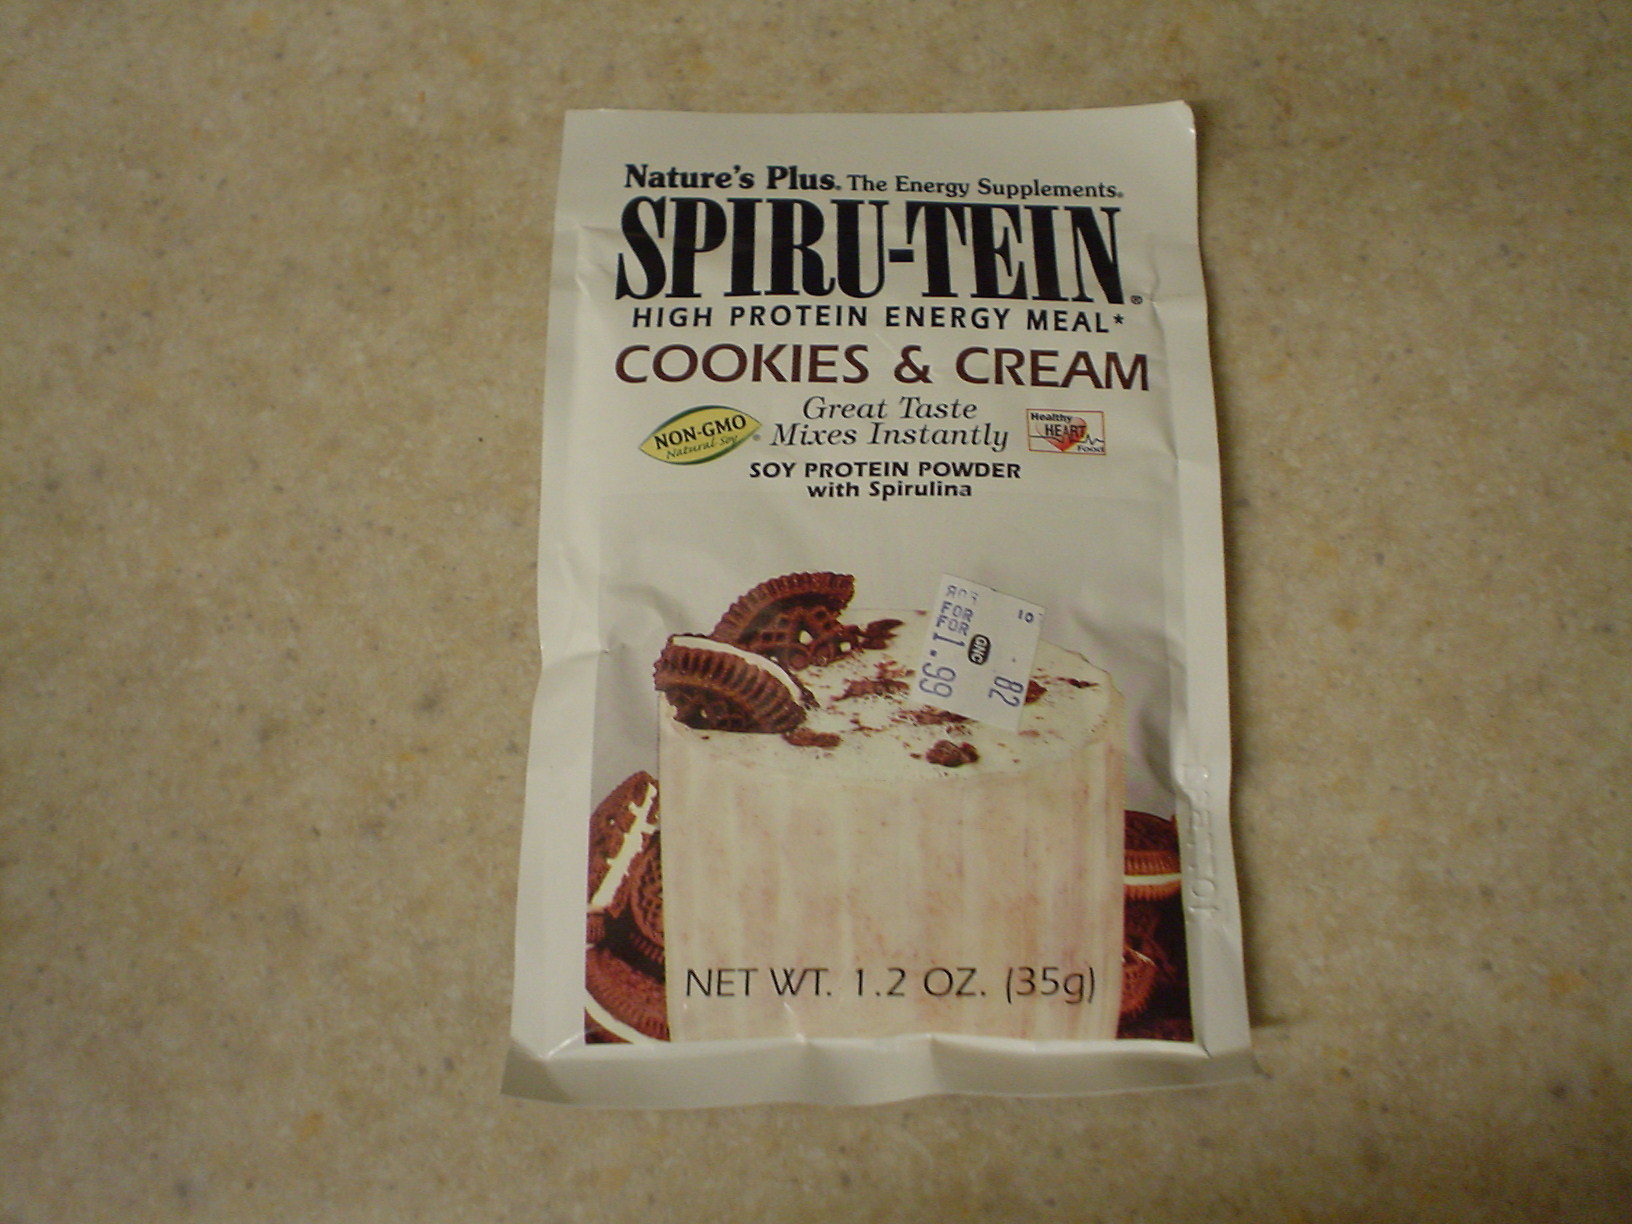 Nature's Plus. The Energy Supplements®
SPIRU-TEIN®
HIGH PROTEIN ENERGY MEAL*
COOKIES & CREAM
Great Taste
Mixes Instantly
NON-GMO
Natural Soy®
Healthy
HEART
Food
SOY PROTEIN POWDER
with Spirulina
10
FOR
FOR
GNC
1.99
82
NET WT. 1.2 OZ. (35g)